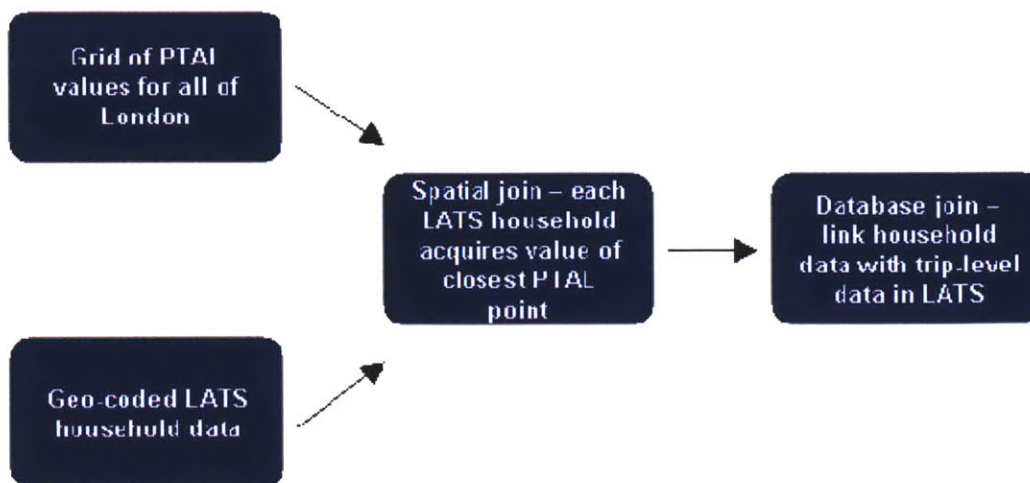 Grid of PTAL
values for all of
London
Spatial join – each
LATS household
acquires value of
closest PTAL
point
Database join –
link household
data with trip-level
data in LATS
Geo-coded LATS
household data